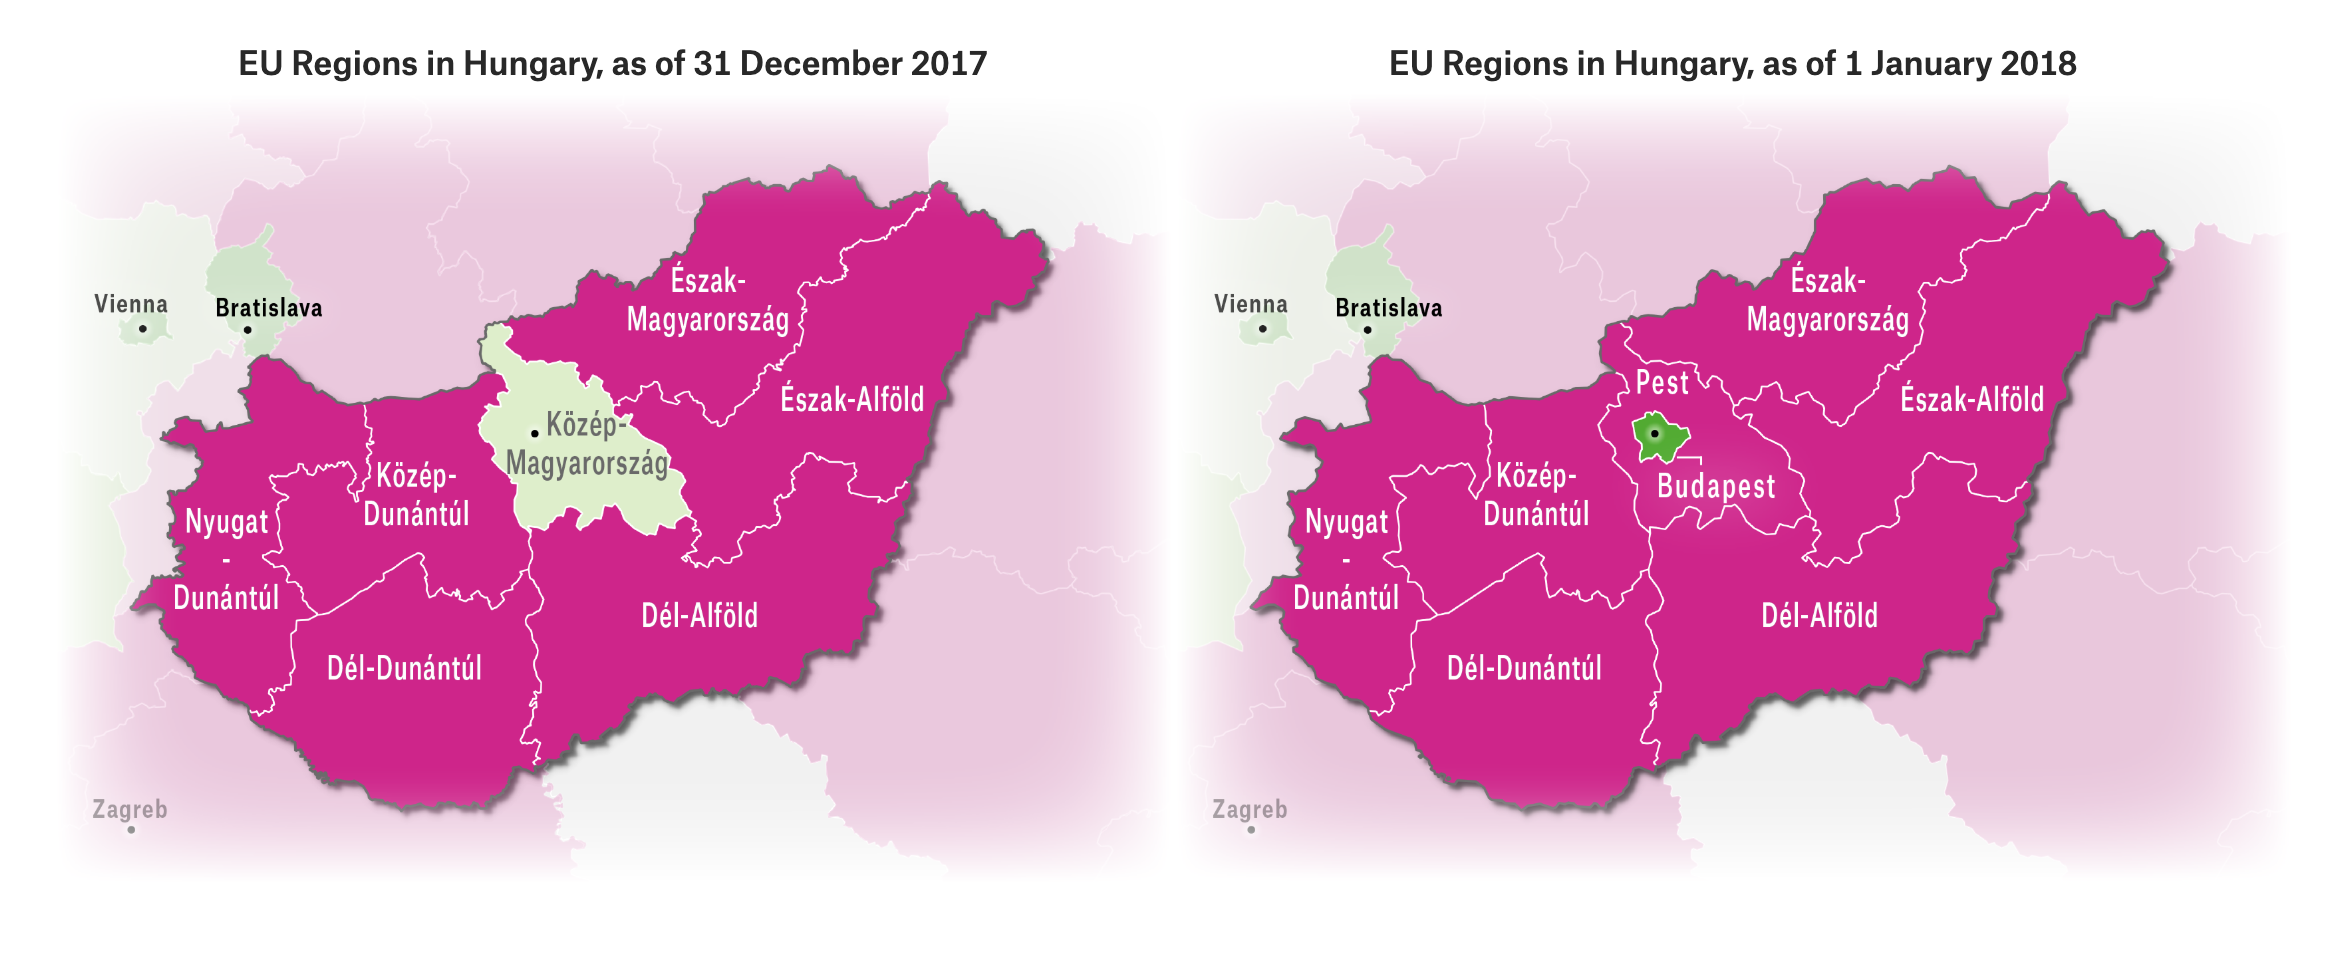 EU Regions in Hungary, as of 31 December 2017
Vienna
Bratislava
Észak-
Magyarország
Észak-Alföld
Közép-
Magyarország
Közép-
Dunántúl
Nyugat
-
Dunántúl
Dél-Alföld
Dél-Dunántúl
Zagreb
EU Regions in Hungary, as of 1 January 2018
Vienna
Bratislava
Észak-
Magyarország
Pest
Észak-Alföld
Budapest
Közép-
Dunántúl
Nyugat
-
Dunántúl
Dél-Alföld
Dél-Dunántúl
Zagreb